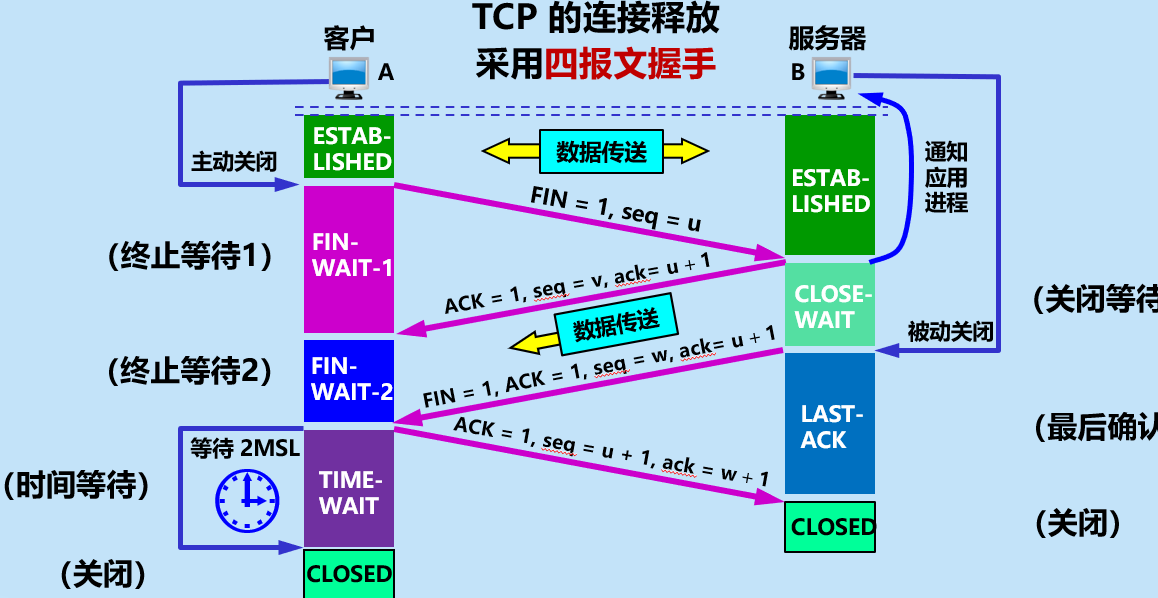 TCP 的连接释放
采用四报文握手
客户
A
服务器
B
ESTAB-
LISHED
数据传送
主动关闭
ESTAB-
LISHED
通知
应用
进程
FIN = 1, seq = u
(终止等待1)
FIN-
WAIT-1
ACK = 1, seq = v, ack= u + 1
CLOSE-
WAIT
(关闭等待
数据传送
被动关闭
(终止等待2)
FIN-
WAIT-2
FIN = 1, ACK = 1, seq = w, ack= u + 1
LAST-
ACK
(最后确认
等待 2MSL
ACK = 1, seq = u + 1, ack = w + 1
(时间等待)
TIME-
WAIT
CLOSED
(关闭)
(关闭)
CLOSED